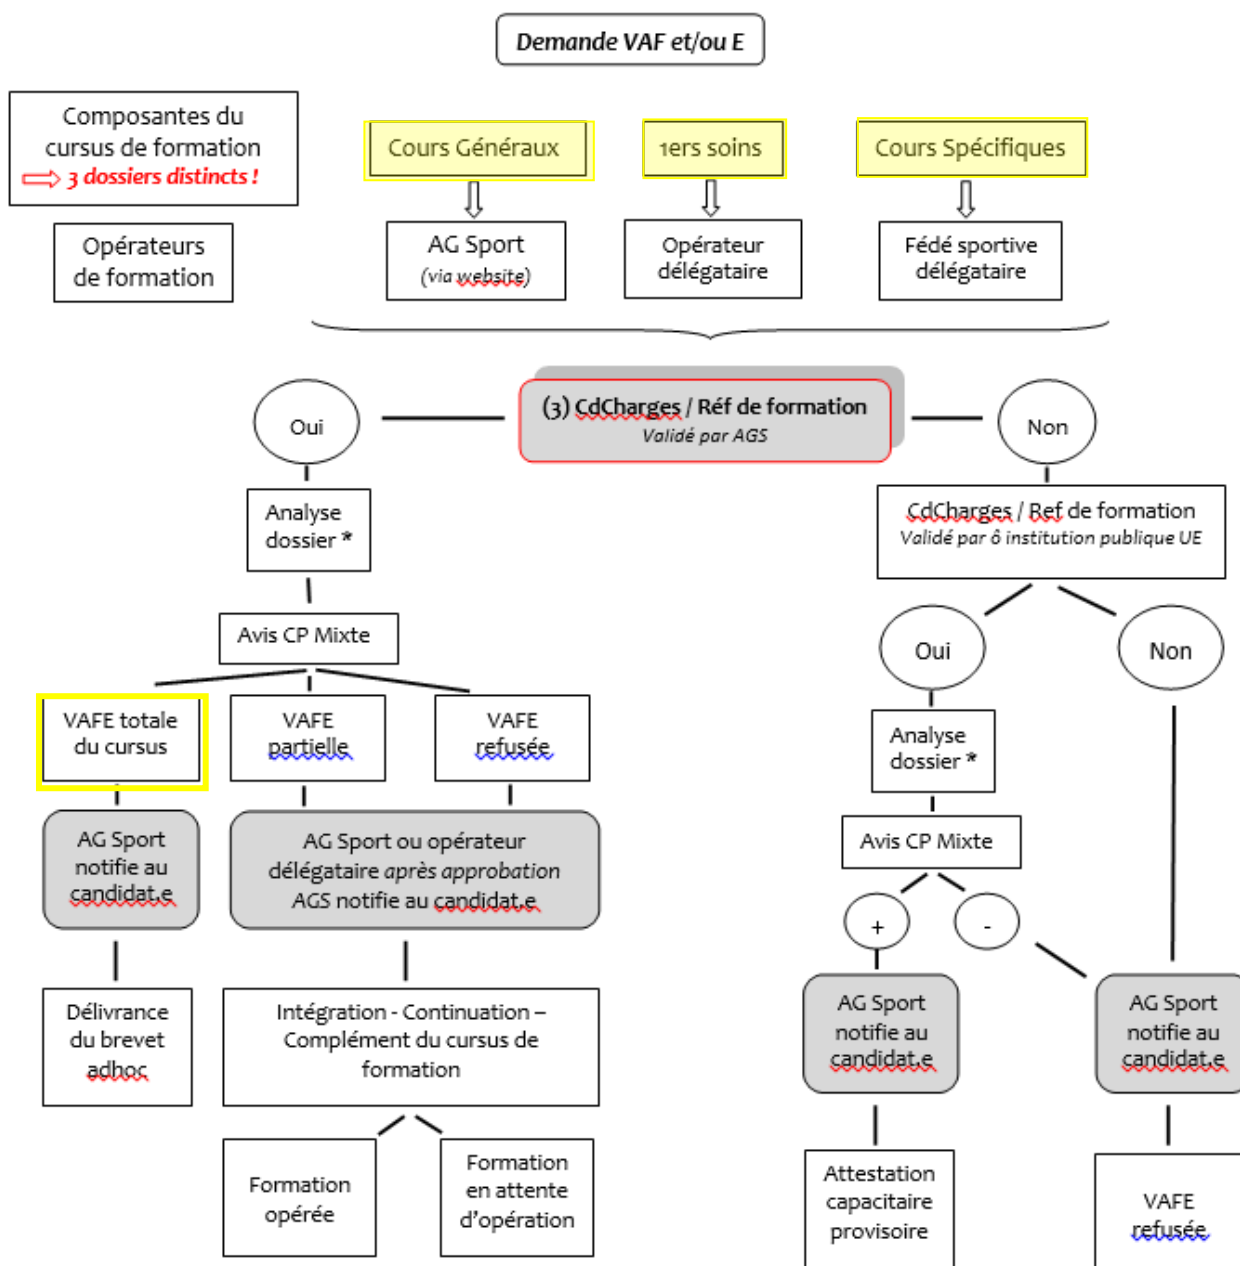 Demande VAF et/ou E
Composantes du
cursus de formation
3 dossiers distincts !
Cours Généraux
1ers soins
Cours Spécifiques
Opérateurs
de formation
AG Sport
(via website)
Opérateur
délégataire
Fédé sportive
délégataire
Oui
(3) CdCharges / Réf de formation
Validé par AGS
Non
Analyse
dossier *
CdCharges / Ref de formation
Validé par ô institution publique UE
Avis CP Mixte
Oui
Non
VAFE totale
du cursus
VAFE
partielle
VAFE
refusée
Analyse
dossier *
AG Sport
notifie au
candidat.e
AG Sport ou opérateur
délégataire après approbation
AGS notifie au candidat.e
Avis CP Mixte
+
-
Délivrance
du brevet
adhoc
Intégration - Continuation –
Complément du cursus de
formation
AG Sport
notifie au
candidat.e
AG Sport
notifie au
candidat.e
Formation
opérée
Formation
en attente
d'opération
Attestation
capacitaire
provisoire
VAFE
refusée